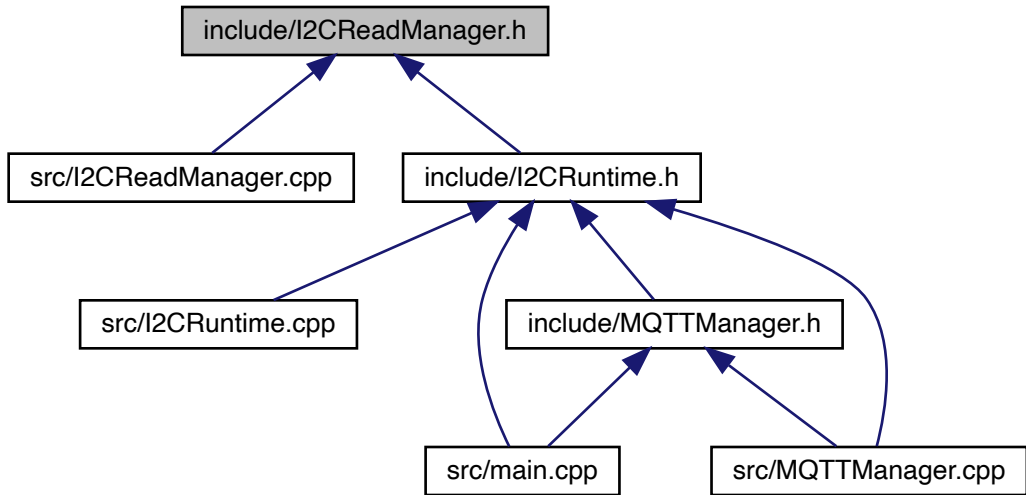 include/I2CReadManager.h
src/I2CReadManager.cpp
include/I2CRuntime.h
src/I2CRuntime.cpp
include/MQTTManager.h
src/main.cpp
src/MQTTManager.cpp